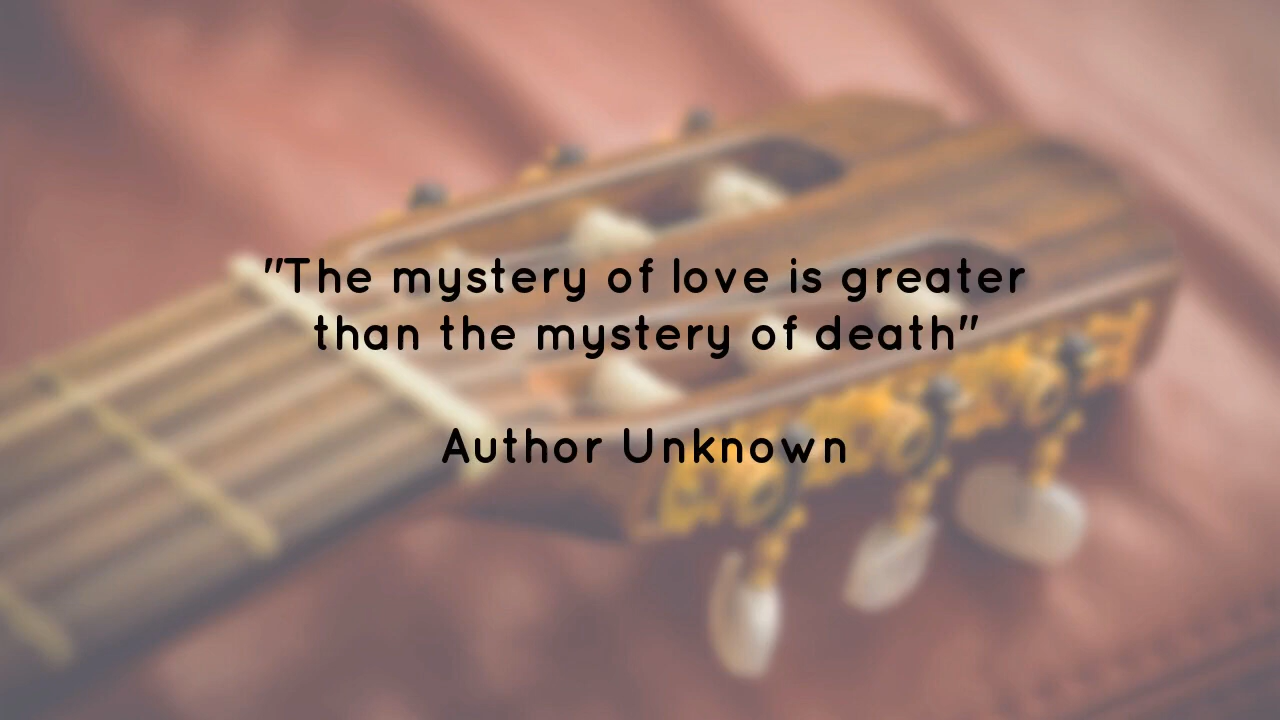 "The mystery of love is greater
than the mystery of death"
Author Unknown